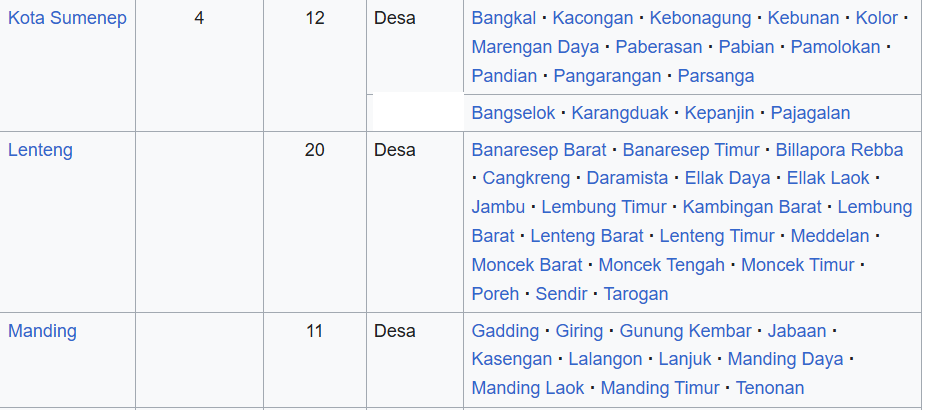 Kota Sumenep 4 12 Desa Bangkal · Kacongan · Kebonagung · Kebunan · Kolor ·
Marengan Daya · Paberasan · Pabian · Pamolokan ·
Pandian · Pangarangan · Parsanga
Bangselok · Karangduak · Kepanjin · Pajagalan
Lenteng 20 Desa Banaresep Barat · Banaresep Timur · Billapora Rebba
· Cangkreng · Daramista · Ellak Daya · Ellak Laok ·
Jambu · Lembung Timur · Kambingan Barat · Lembung
Barat · Lenteng Barat · Lenteng Timur · Meddelan ·
Moncek Barat · Moncek Tengah · Moncek Timur ·
Poreh · Sendir · Tarogan
Manding 11 Desa Gadding · Giring · Gunung Kembar · Jabaan ·
Kasengan · Lalangon · Lanjuk · Manding Daya ·
Manding Laok · Manding Timur · Tenonan